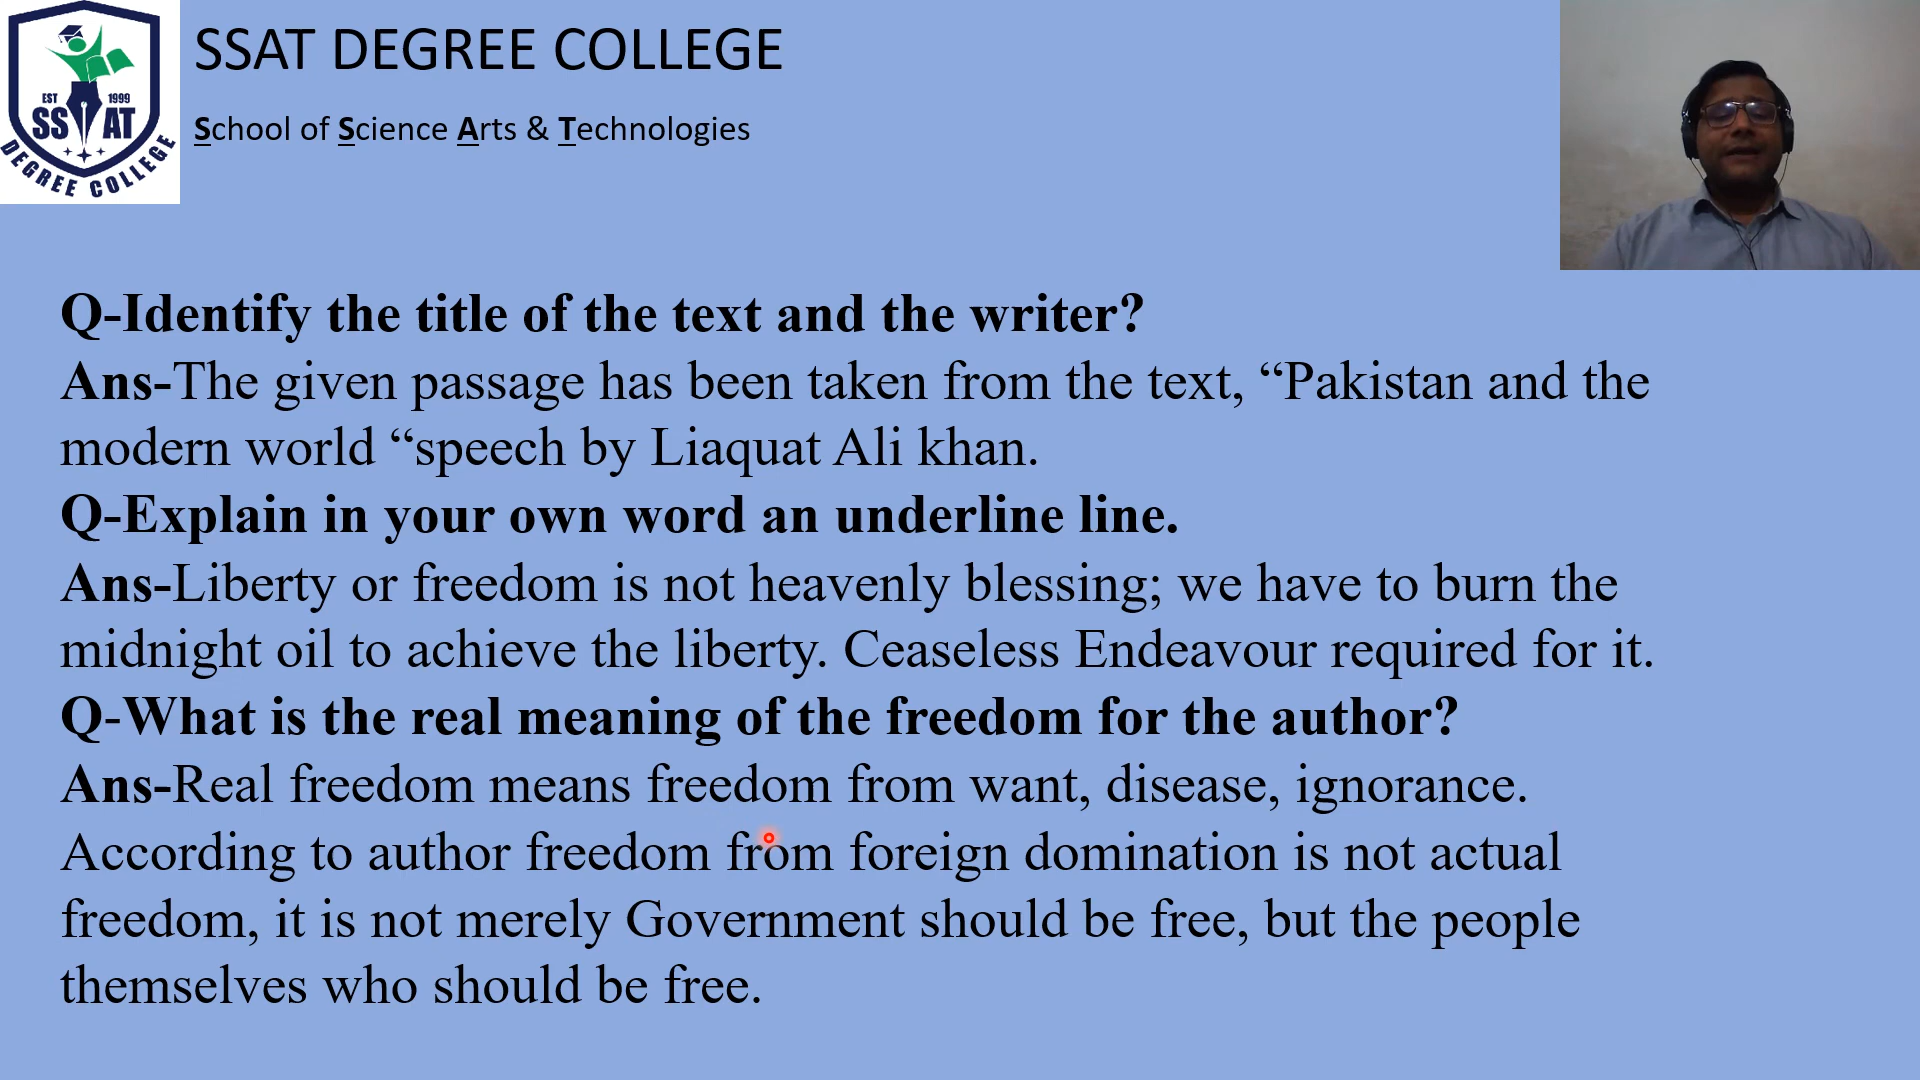 EST 1999
SS AT
DEGREE COLLEGE
SSAT DEGREE COLLEGE
School of Science Arts & Technologies
Q-Identify the title of the text and the writer?
Ans-The given passage has been taken from the text, “Pakistan and the
modern world “speech by Liaquat Ali khan.
Q-Explain in your own word an underline line.
Ans-Liberty or freedom is not heavenly blessing; we have to burn the
midnight oil to achieve the liberty. Ceaseless Endeavour required for it.
Q-What is the real meaning of the freedom for the author?
Ans-Real freedom means freedom from want, disease, ignorance.
According to author freedom from foreign domination is not actual
freedom, it is not merely Government should be free, but the people
themselves who should be free.